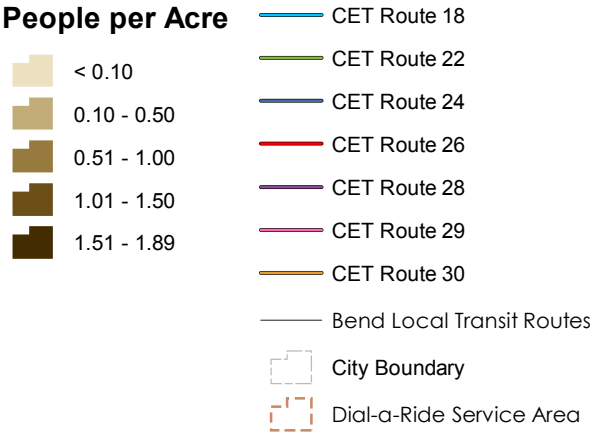 People per Acre
< 0.10
0.10 - 0.50
0.51 - 1.00
1.01 - 1.50
1.51 - 1.89
CET Route 18
CET Route 22
CET Route 24
CET Route 26
CET Route 28
CET Route 29
CET Route 30
Bend Local Transit Routes
City Boundary
Dial-a-Ride Service Area